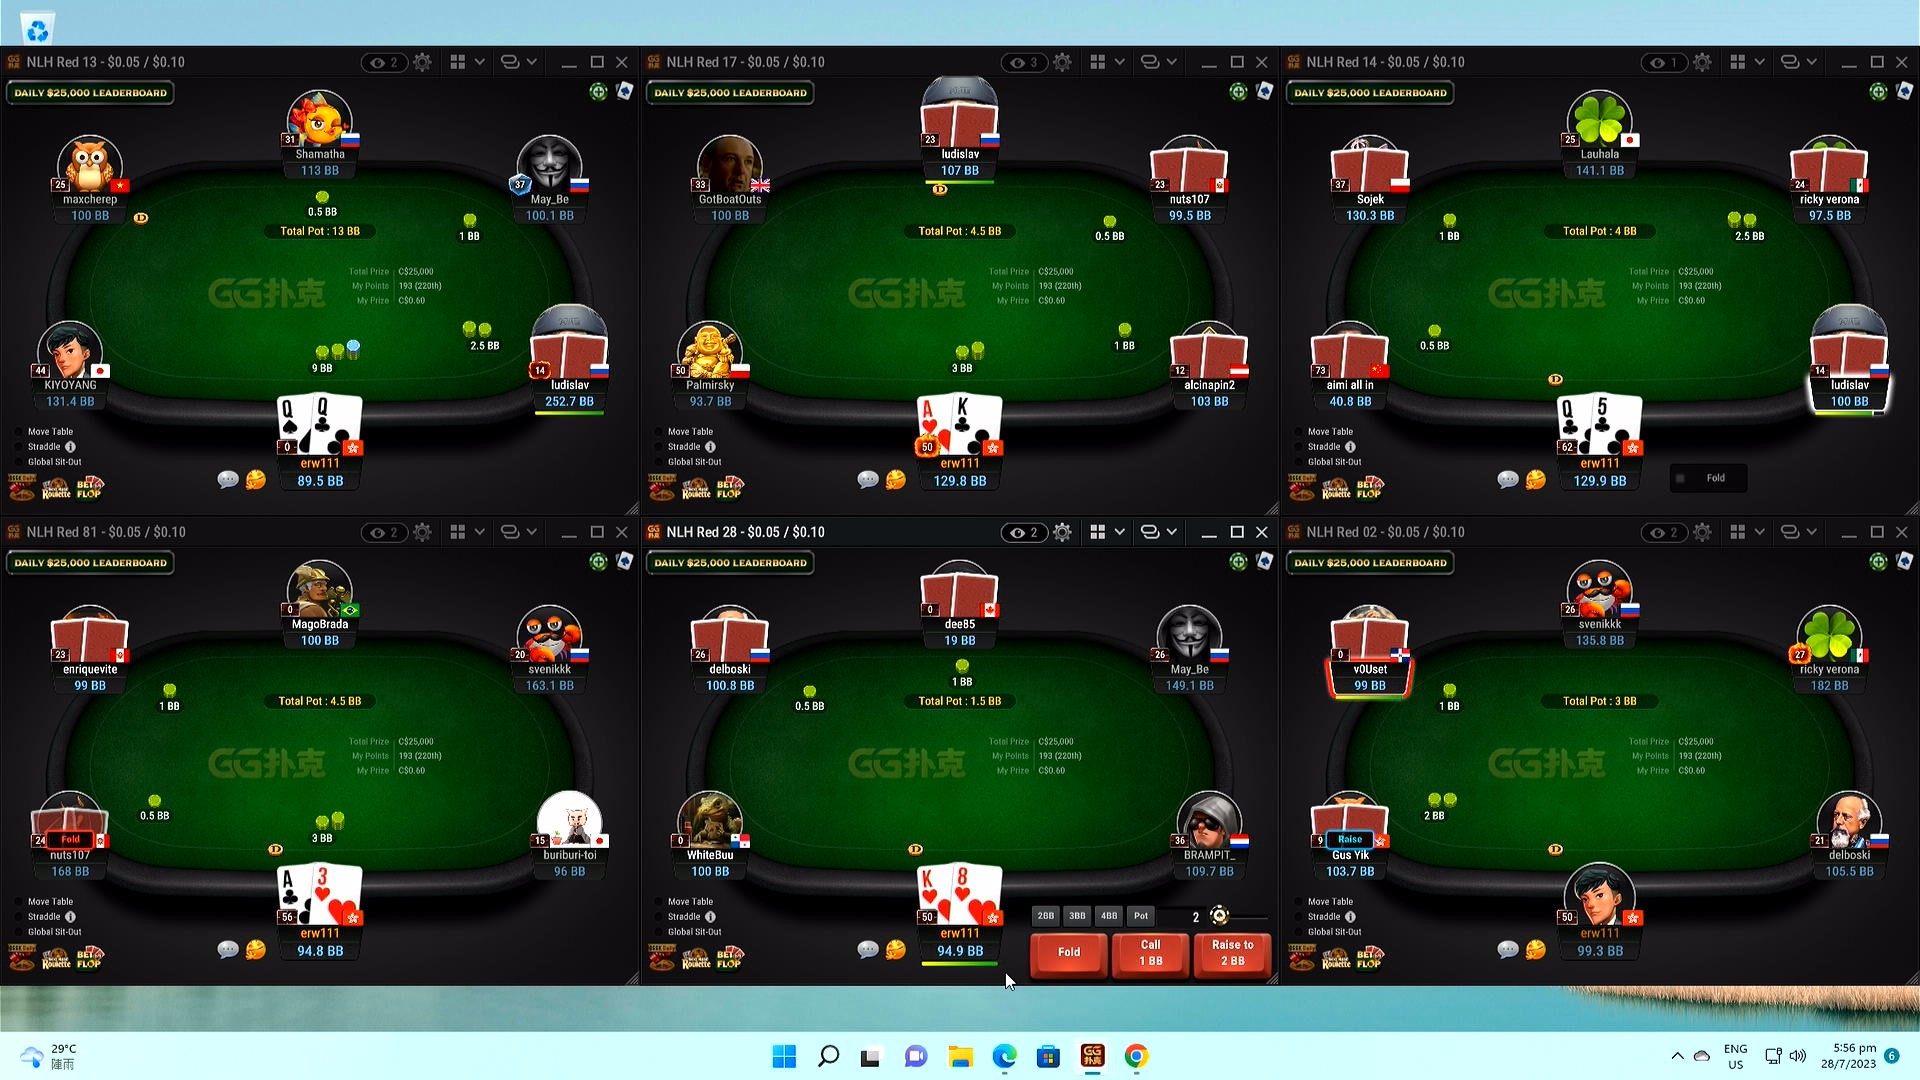 NLH Red 13 - $0.05 / $0.10
2
DAILY $25,000 LEADERBOARD
31
Shamatha
113 BB
25
maxcherep
100 BB
37
May_Be
100.1 BB
D
0.5 BB
1 BB
Total Pot : 13 BB
Total Prize C$25,000
My Points 193 (220th)
My Prize C$0.60
GG扑克
2.5 BB
9 BB
44
KIYOYANG
131.4 BB
14
ludislav
252.7 BB
Q Q
0
erw111
89.5 BB
Move Table
Straddle
Global Sit-Out
Roulette
BET FLOP
NLH Red 17 - $0.05 / $0.10
3
DAILY $25,000 LEADERBOARD
23
ludislav
107 BB
33
GotBoatOuts
100 BB
23
nuts107
99.5 BB
D
0.5 BB
Total Pot : 4.5 BB
Total Prize C$25,000
My Points 193 (220th)
My Prize C$0.60
GG扑克
1 BB
3 BB
50
Palmirsky
93.7 BB
12
alcinapin2
103 BB
A K
50
erw111
129.8 BB
Move Table
Straddle
Global Sit-Out
Roulette
BET FLOP
NLH Red 14 - $0.05 / $0.10
1
DAILY $25,000 LEADERBOARD
25
Lauhala
141.1 BB
37
Sojek
130.3 BB
24
ricky verona
97.5 BB
1 BB
2.5 BB
Total Pot : 4 BB
Total Prize C$25,000
My Points 193 (220th)
My Prize C$0.60
GG扑克
0.5 BB
73
aimi all in
40.8 BB
D
14
ludislav
100 BB
Q 5
62
erw111
129.9 BB
Fold
Move Table
Straddle
Global Sit-Out
Roulette
BET FLOP
NLH Red 81 - $0.05 / $0.10
2
DAILY $25,000 LEADERBOARD
0
MagoBrada
100 BB
23
enriquevite
99 BB
20
svenikkk
163.1 BB
1 BB
Total Pot : 4.5 BB
Total Prize C$25,000
My Points 193 (220th)
My Prize C$0.60
GG扑克
0.5 BB
3 BB
24
Fold
nuts107
168 BB
D
15
buriburi-toi
96 BB
A 3
56
erw111
94.8 BB
Move Table
Straddle
Global Sit-Out
Roulette
BET FLOP
NLH Red 28 - $0.05 / $0.10
2
DAILY $25,000 LEADERBOARD
0
dee85
19 BB
26
delboski
100.8 BB
26
May_Be
149.1 BB
1 BB
0.5 BB
Total Pot : 1.5 BB
Total Prize C$25,000
My Points 193 (220th)
My Prize C$0.60
GG扑克
0
WhiteBuu
100 BB
D
36
BRAMPIT_
109.7 BB
K 8
50
erw111
94.9 BB
2BB 3BB 4BB Pot 2
Fold
Call 1 BB
Raise to 2 BB
Move Table
Straddle
Global Sit-Out
Roulette
BET FLOP
NLH Red 02 - $0.05 / $0.10
2
DAILY $25,000 LEADERBOARD
26
svenikkk
135.8 BB
0
v0Uset
99 BB
27
ricky verona
182 BB
1 BB
Total Pot : 3 BB
Total Prize C$25,000
My Points 193 (220th)
My Prize C$0.60
GG扑克
2 BB
9
Raise
Gus Yik
103.7 BB
D
21
delboski
105.5 BB
50
erw111
99.3 BB
Move Table
Straddle
Global Sit-Out
Roulette
BET FLOP
29°C
陣雨
GG扑克
ENG
US
5:56 pm
28/7/2023
6